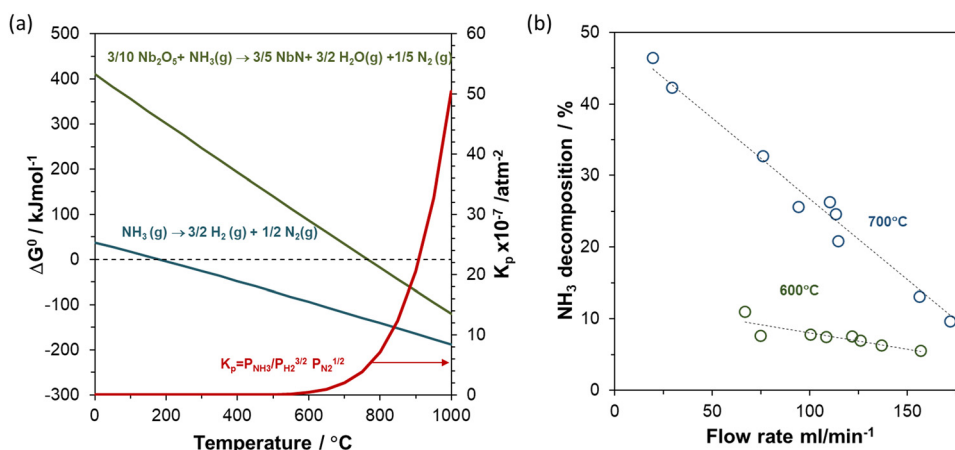 (a)
500
400
300
200
100
0
-100
-200
-300
ΔG⁰ / kJmol⁻¹
3/10 Nb₂O₅+ NH₃(g) → 3/5 NbN+ 3/2 H₂O(g) +1/5 N₂ (g)
NH₃ (g) → 3/2 H₂ (g) + 1/2 N₂(g)
Kₚ=P_NH3/P_H2^3/2 P_N2^1/2
60
50
40
30
20
10
0
Kₚ x10⁻⁷ /atm⁻²
0 200 400 600 800 1000
Temperature / °C
(b)
50
40
30
20
10
0
NH₃ decomposition / %
700°C
600°C
0 50 100 150
Flow rate ml/min⁻¹